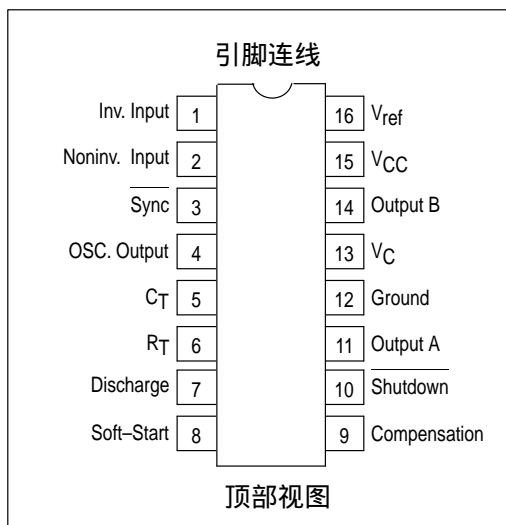 引脚连线
Inv. Input 1 16 Vref
Noninv. Input 2 15 VCC
Sync 3 14 Output B
OSC. Output 4 13 VC
CT 5 12 Ground
RT 6 11 Output A
Discharge 7 10 Shutdown
Soft–Start 8 9 Compensation
顶部视图